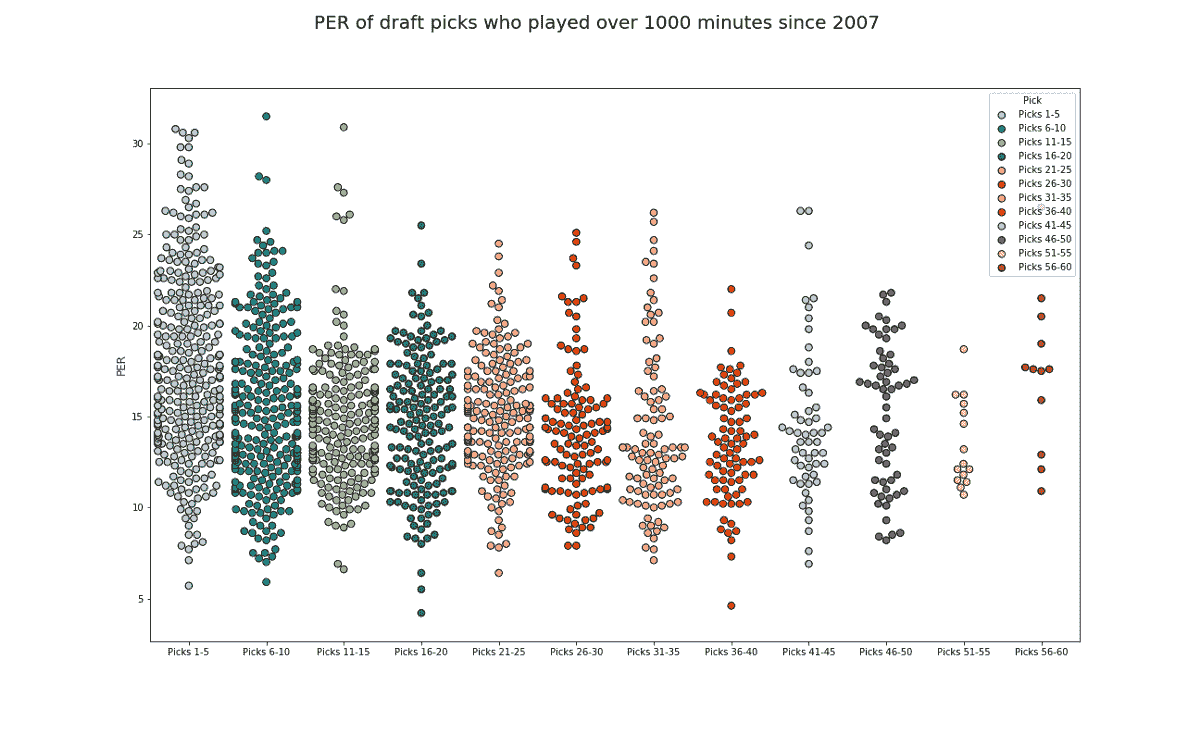 PER of draft picks who played over 1000 minutes since 2007
Pick
Picks 1-5
Picks 6-10
Picks 11-15
Picks 16-20
Picks 21-25
Picks 26-30
Picks 31-35
Picks 36-40
Picks 41-45
Picks 46-50
Picks 51-55
Picks 56-60
30
25
20
15
10
5
PER
Picks 1-5 Picks 6-10 Picks 11-15 Picks 16-20 Picks 21-25 Picks 26-30 Picks 31-35 Picks 36-40 Picks 41-45 Picks 46-50 Picks 51-55 Picks 56-60